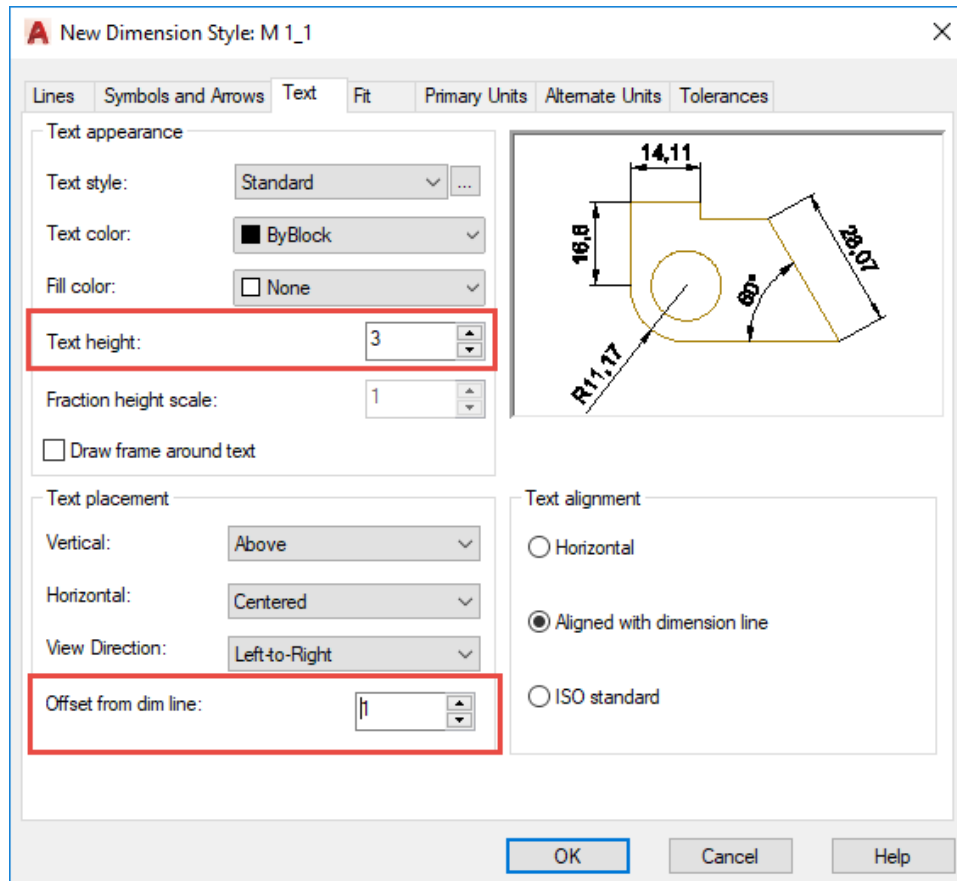 New Dimension Style: M 1_1
Lines Symbols and Arrows Text Fit Primary Units Alternate Units Tolerances
Text appearance
Text style: Standard ...
Text color: ByBlock
Fill color: None
Text height: 3
Fraction height scale: 1
Draw frame around text
14,11
16,6
28,07
60°
R11,17
Text placement
Vertical: Above
Horizontal: Centered
View Direction: Left-to-Right
Offset from dim line: 1
Text alignment
Horizontal
Aligned with dimension line
ISO standard
OK Cancel Help